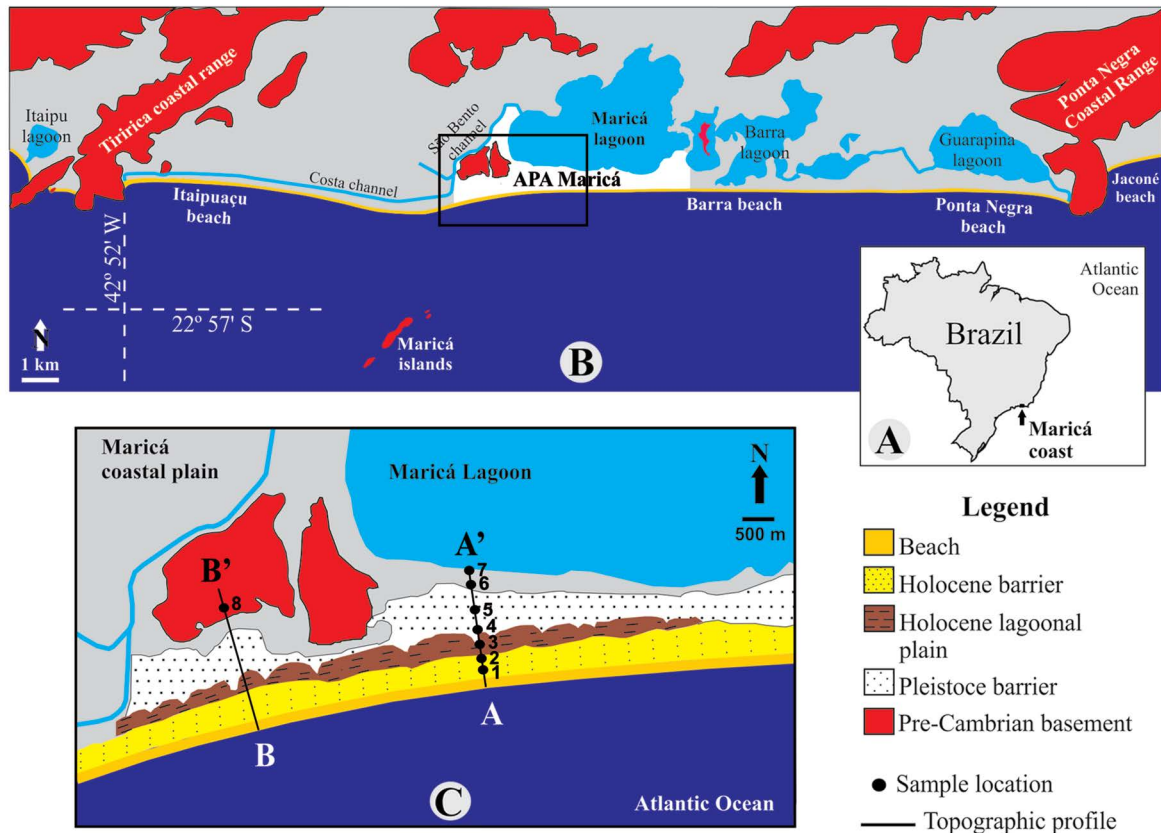 Itaipu
lagoon
Tiririca coastal range
São Bento
channel
Maricá
lagoon
Barra
lagoon
Guarapina
lagoon
Ponta Negra
Coastal Range
Costa channel
APA Maricá
Itaipuaçu
beach
Barra beach
Ponta Negra
beach
Jaconé
beach
42º 52' W
22º 57' S
N
1 km
Maricá
islands
B
Atlantic
Ocean
Brazil
A
Maricá
coast
Maricá
coastal plain
Maricá Lagoon
N
500 m
A'
7
6
5
4
3
2
1
A
B'
8
B
C
Atlantic Ocean
Legend
Beach
Holocene barrier
Holocene lagoonal
plain
Pleistoce barrier
Pre-Cambrian basement
Sample location
Topographic profile